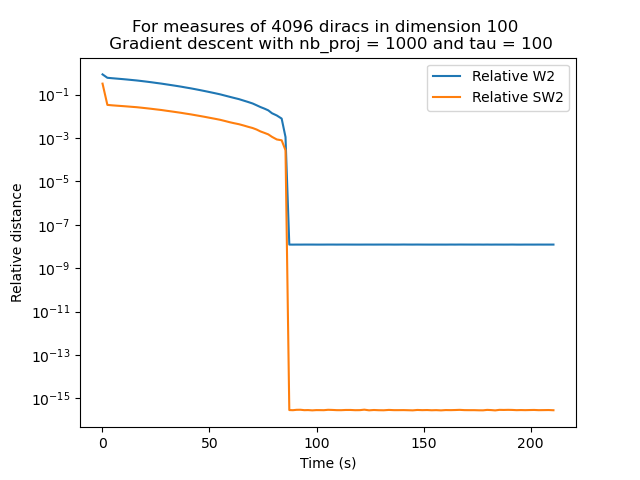 For measures of 4096 diracs in dimension 100
Gradient descent with nb_proj = 1000 and tau = 100
Relative W2
Relative SW2
Relative distance
10⁻¹
10⁻³
10⁻⁵
10⁻⁷
10⁻⁹
10⁻¹¹
10⁻¹³
10⁻¹⁵
0 50 100 150 200
Time (s)